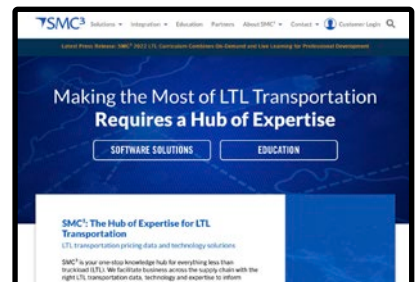 SMC³ Solutions Integration Education Partners About SMC³ Contact Customer Login
Latest Press Release: SMC³ 2022 LTL Curriculum Combines On-Demand and Live Learning for Professional Development
Making the Most of LTL Transportation
Requires a Hub of Expertise
SOFTWARE SOLUTIONS EDUCATION
SMC³: The Hub of Expertise for LTL
Transportation
LTL transportation pricing data and technology solutions
SMC³ is your one-stop knowledge hub for everything less than
truckload (LTL). We facilitate business across the supply chain with the
right LTL transportation data, technology and expertise to inform